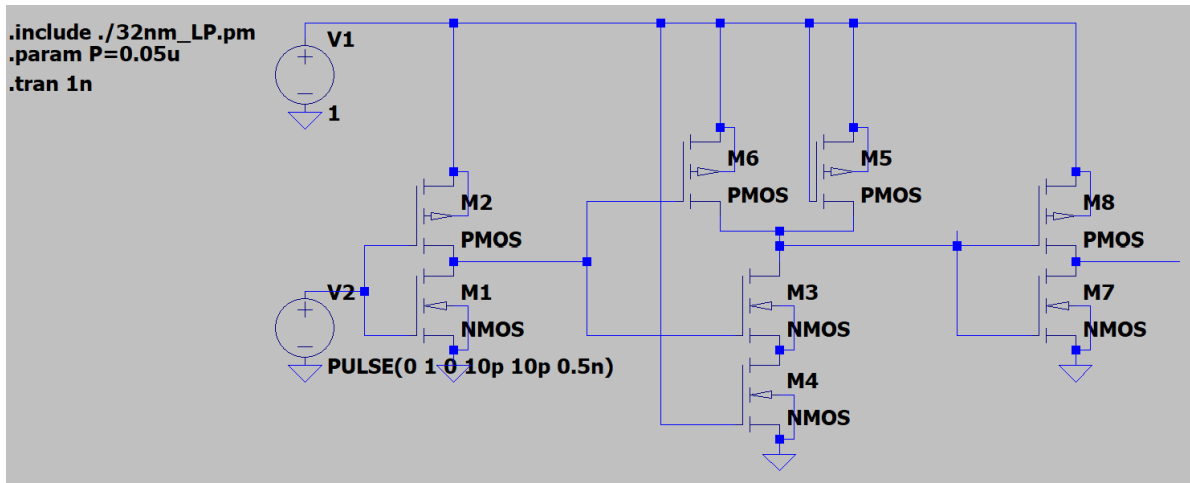 .include ./32nm_LP.pm
.param P=0.05u
.tran 1n
V1
1
M6
PMOS
M5
PMOS
M2
PMOS
M8
PMOS
V2
PULSE(0 1 0 10p 10p 0.5n)
M1
NMOS
M3
NMOS
M7
NMOS
M4
NMOS